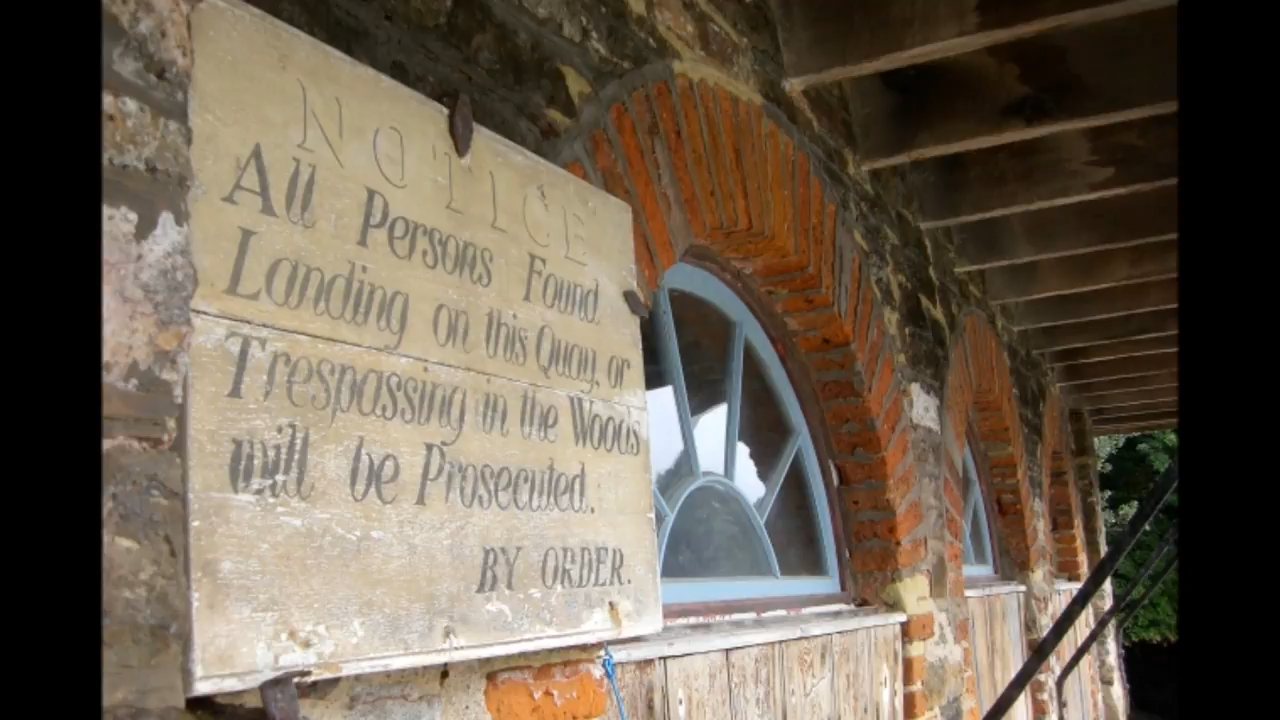 NOTICE
All Persons Found
Landing on this Quay, or
Trespassing in the Woods
will be Prosecuted.
BY ORDER.